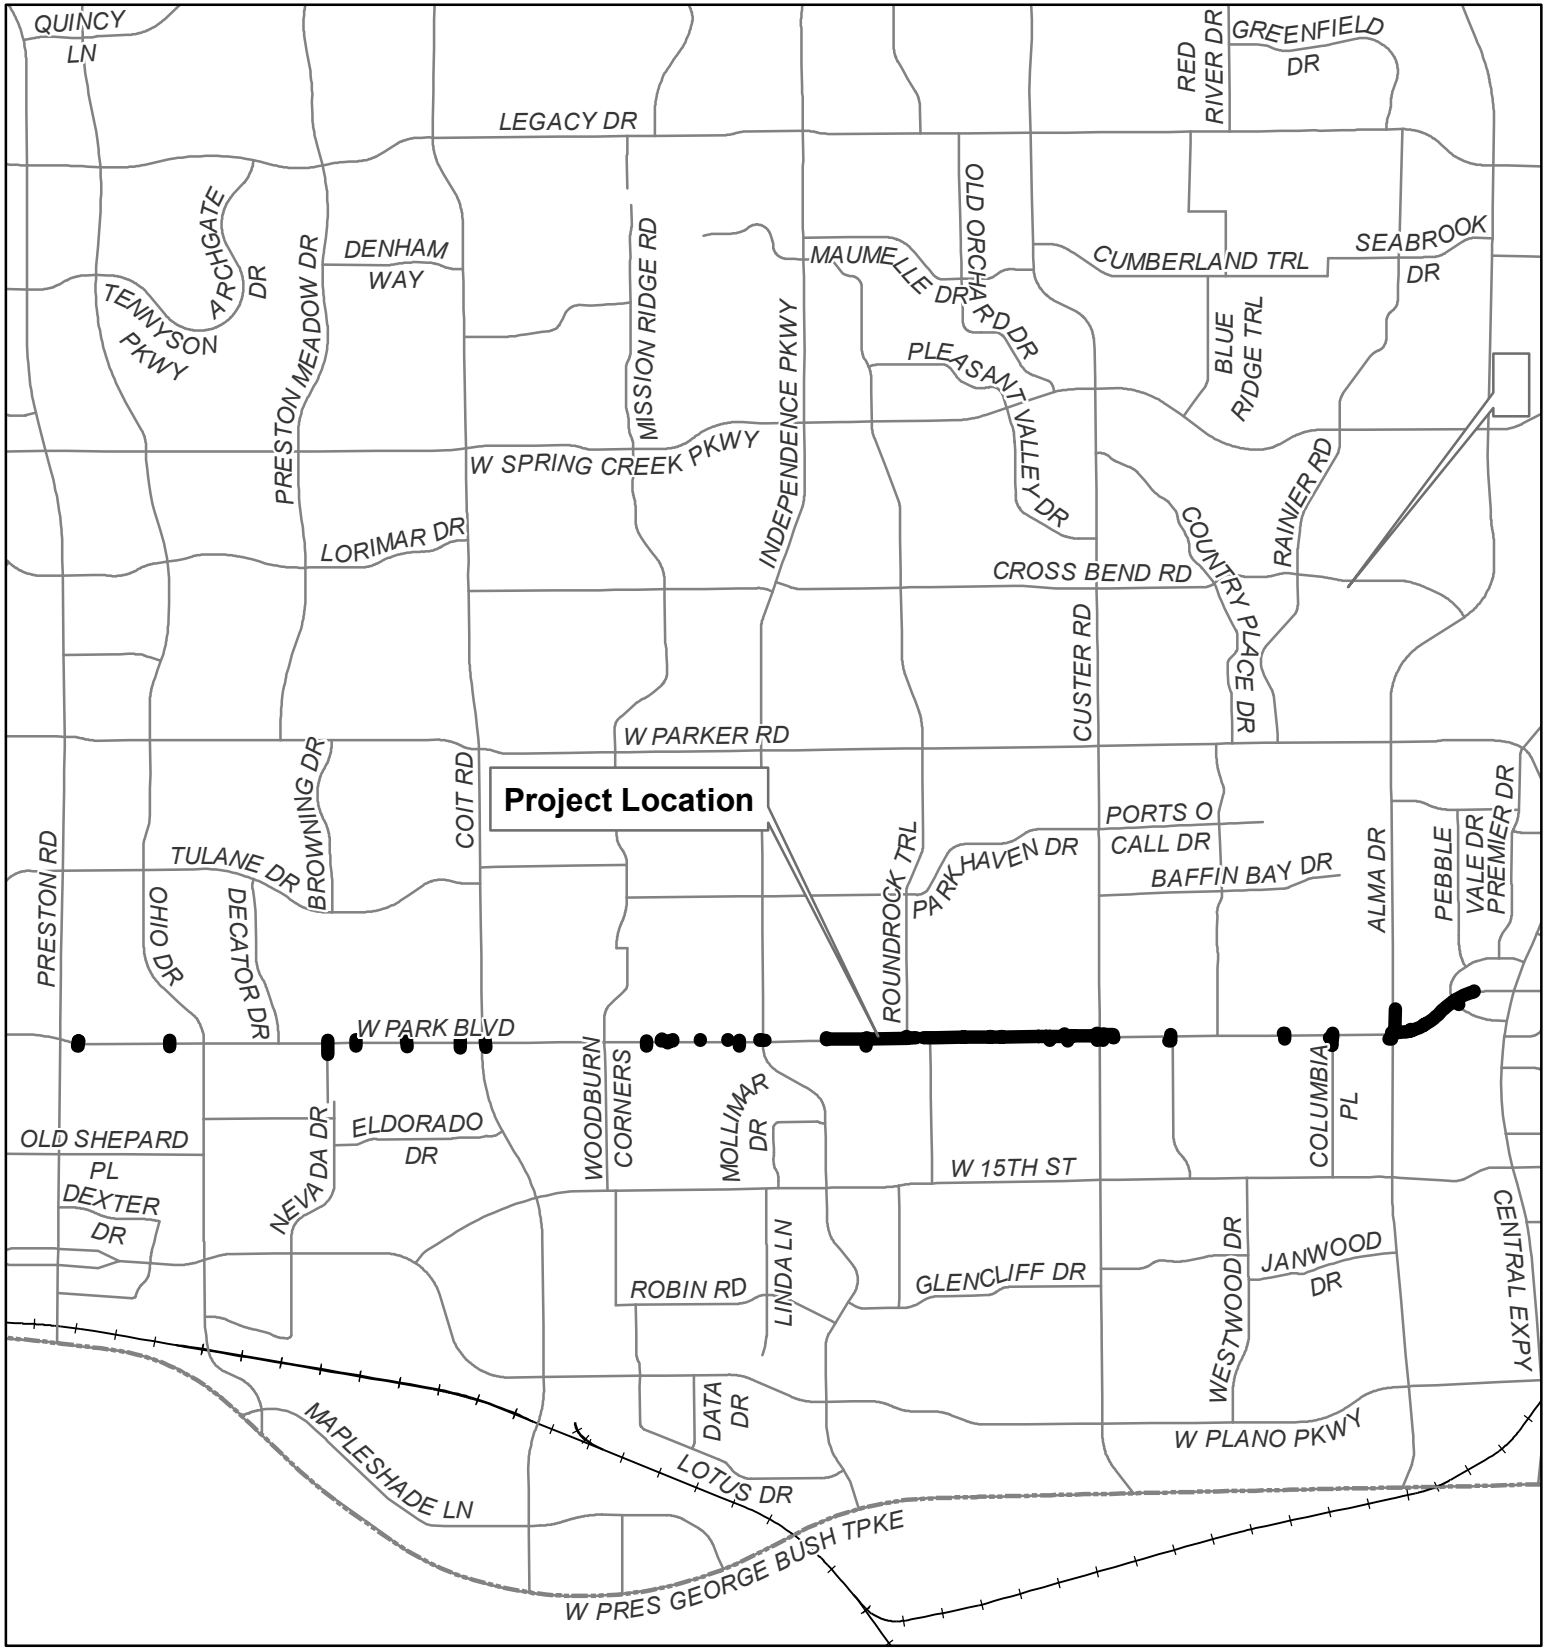 QUINCY
LN
RED
RIVER DR
GREENFIELD
DR
LEGACY DR
ARCHGATE
DR
DENHAM
WAY
PRESTON MEADOW DR
MISSION RIDGE RD
OLD ORCHARD DR
MAUMELLE DR
CUMBERLAND TRL
SEABROOK
DR
TENNYSON
PKWY
INDEPENDENCE PKWY
PLEASANT VALLEY DR
BLUE
RIDGE TRL
W SPRING CREEK PKWY
RAINIER RD
LORIMAR DR
COUNTRY PLACE DR
CROSS BEND RD
CUSTER RD
W PARKER RD
BROWNING DR
COIT RD
Project Location
PORTS O
CALL DR
PRESTON RD
TULANE DR
OHIO DR
DECATOR DR
ROUNDROCK TRL
PARKHAVEN DR
BAFFIN BAY DR
ALMA DR
PEBBLE
VALE DR
PREMIER DR
W PARK BLVD
WOODBURN
CORNERS
MOLLIMAR
DR
COLUMBIA
PL
OLD SHEPARD
PL
NEVADA DR
ELDORADO
DR
W 15TH ST
DEXTER
DR
CENTRAL EXPY
ROBIN RD
LINDA LN
GLENCLIFF DR
WESTWOOD DR
JANWOOD
DR
MAPLESHADE LN
DATA
DR
LOTUS DR
W PLANO PKWY
W PRES GEORGE BUSH TPKE